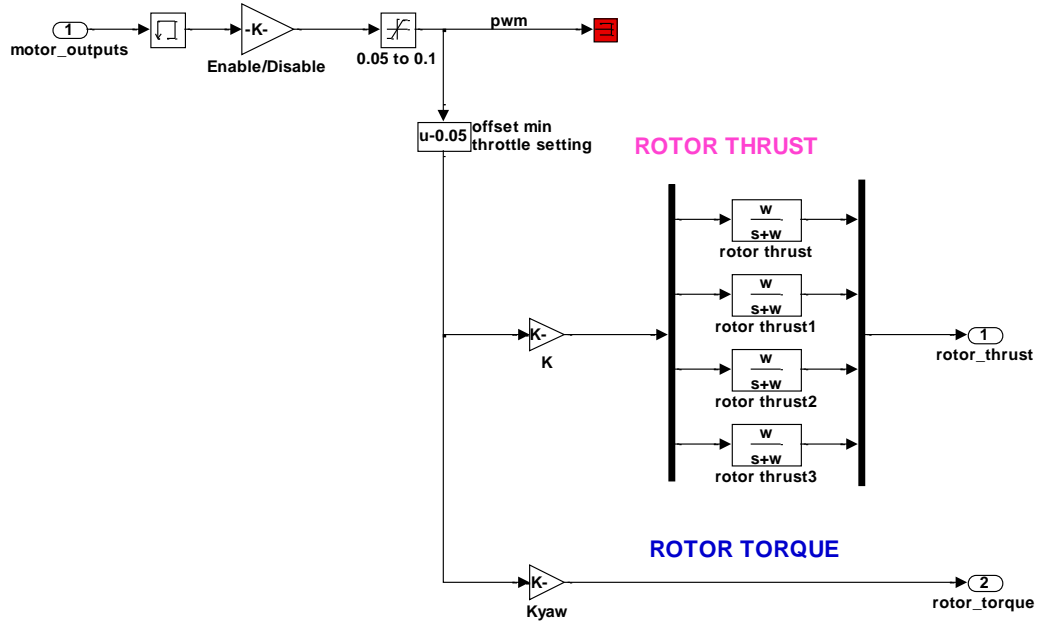 1
motor_outputs
-K-
Enable/Disable
0.05 to 0.1
pwm
u-0.05
offset min
throttle setting
ROTOR THRUST
w
s+w
rotor thrust
w
s+w
rotor thrust1
w
s+w
rotor thrust2
w
s+w
rotor thrust3
K-
K
1
rotor_thrust
ROTOR TORQUE
K-
Kyaw
2
rotor_torque